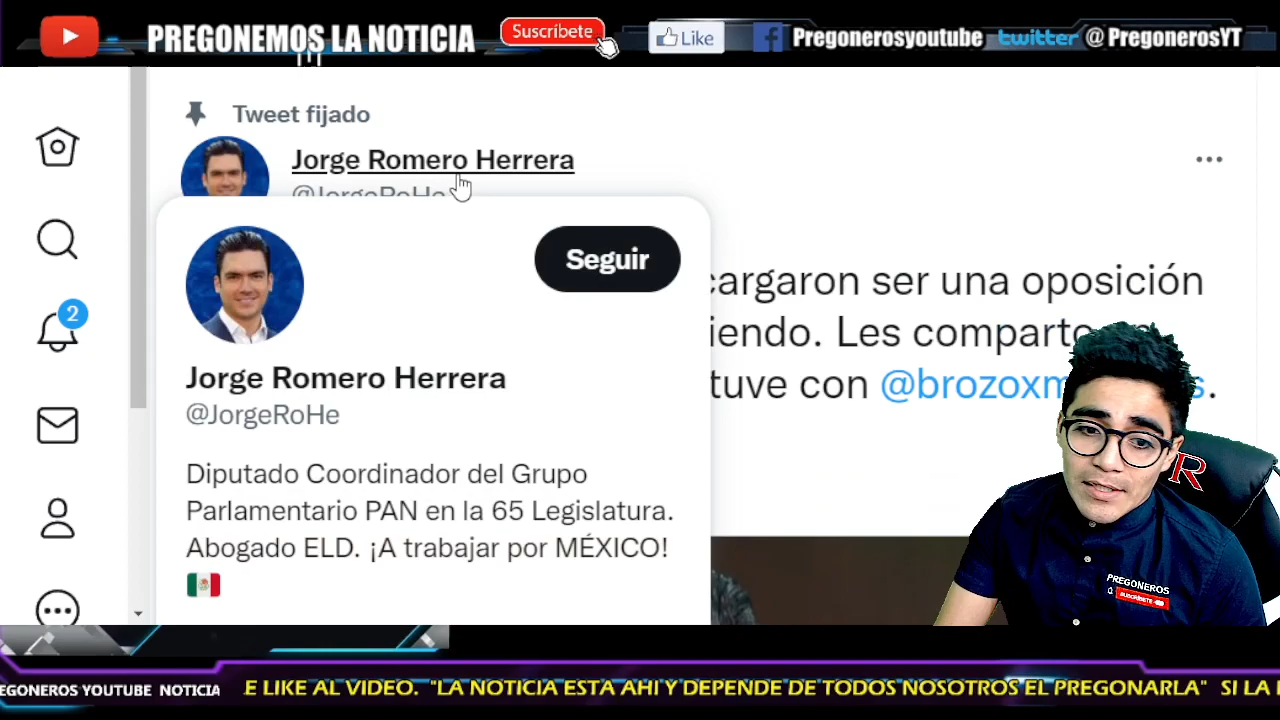 PREGONEMOS LA NOTICIA
Suscríbete
Like
Pregonerosyoutube
twitter @PregonerosYT
Tweet fijado
Jorge Romero Herrera
@JorgeRoHe
2
Seguir
Jorge Romero Herrera
@JorgeRoHe
Diputado Coordinador del Grupo
Parlamentario PAN en la 65 Legislatura.
Abogado ELD. ¡A trabajar por MÉXICO!
cargaron ser una oposición
iendo. Les comparto
tuve con @brozoxm s.
R
PREGONEROS
SUSCRÍBETE
EGONEROS YOUTUBE NOTICIA
E LIKE AL VIDEO. "LA NOTICIA ESTA AHI Y DEPENDE DE TODOS NOSOTROS EL PREGONARLA" SI LA